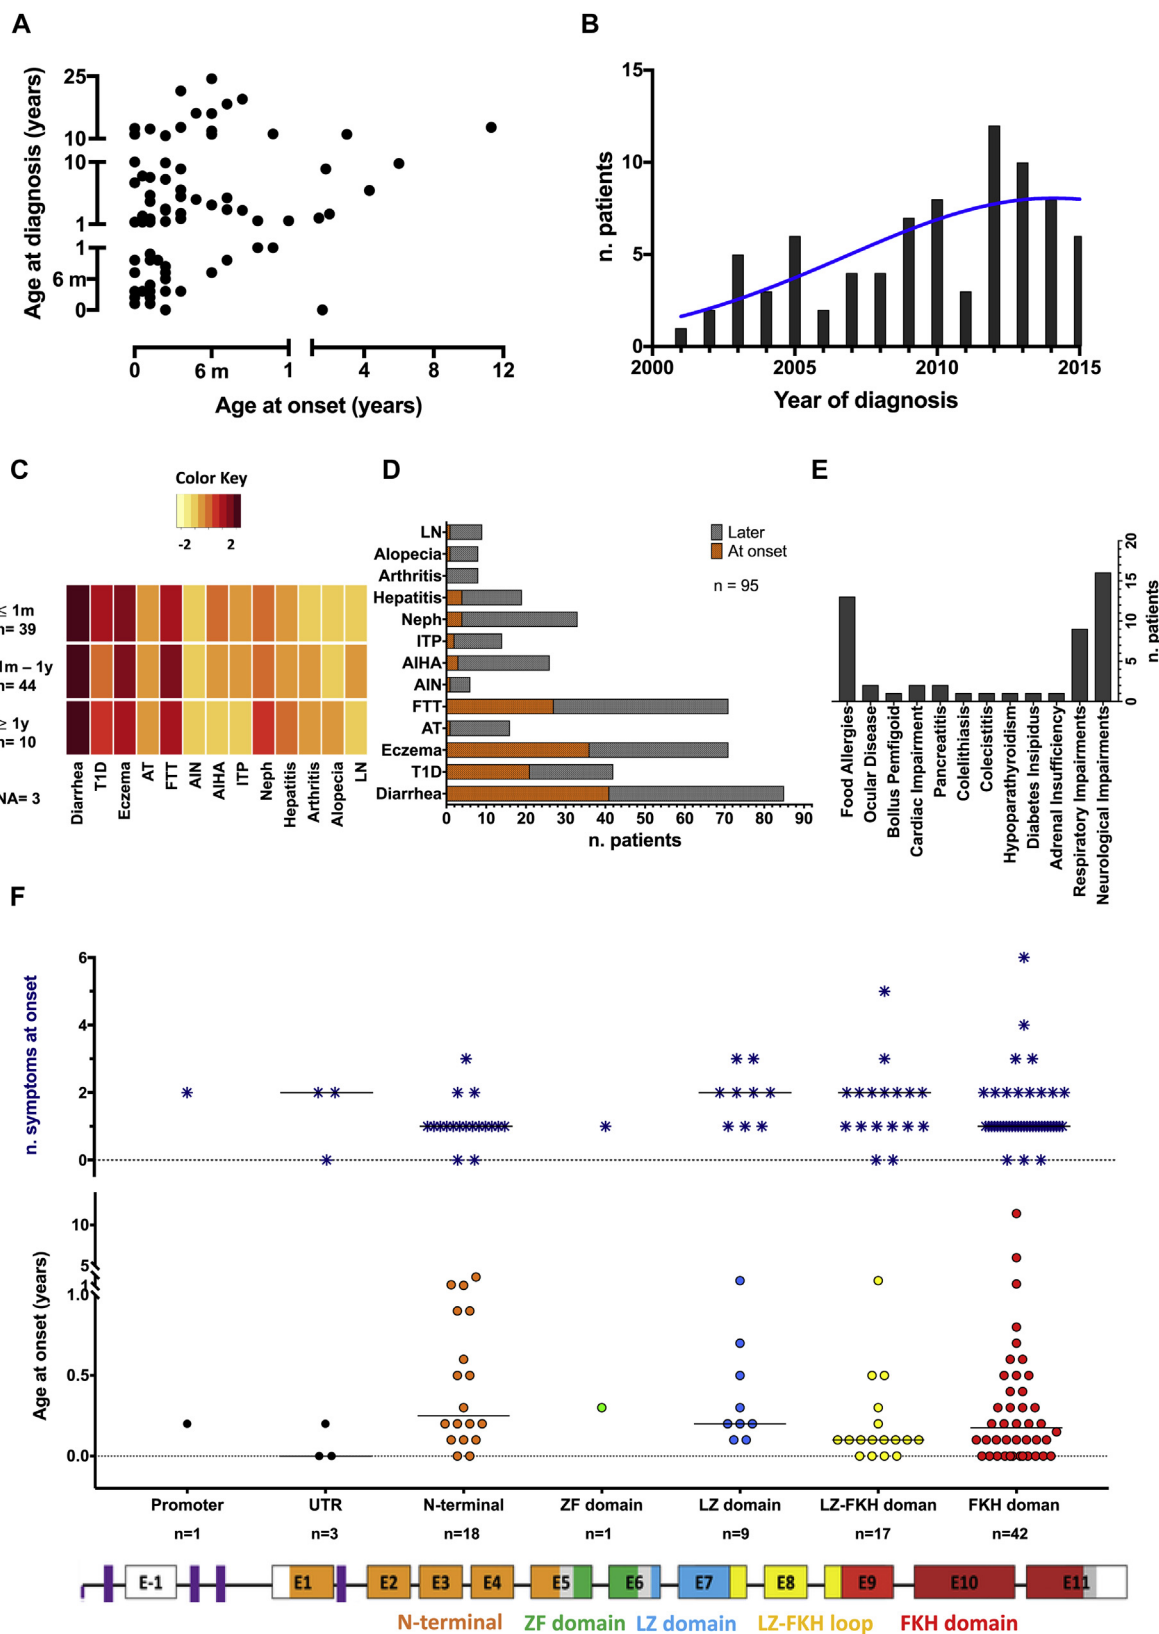 A
Age at diagnosis (years)
25
10
10
1
1
6 m
0
0
6 m
1
4
8
12
Age at onset (years)
B
n. patients
15
10
5
0
2000
2005
2010
2015
Year of diagnosis
C
Color Key
-2
2
≤ 1m
n= 39
1m – 1y
n= 44
≥ 1y
n= 10
NA= 3
Diarrhea
T1D
Eczema
AT
FTT
AIN
AIHA
ITP
Neph
Hepatitis
Arthritis
Alopecia
LN
D
LN
Alopecia
Arthritis
Hepatitis
Neph
ITP
AIHA
AIN
FTT
AT
Eczema
T1D
Diarrhea
Later
At onset
n = 95
0 10 20 30 40 50 60 70 80 90
n. patients
E
n. patients
20
15
10
5
0
Food Allergies
Ocular Disease
Bollus Pemfigoid
Cardiac Impairment
Pancreatitis
Colelithiasis
Colecistitis
Hypoparathyroidism
Diabetes Insipidus
Adrenal Insufficiency
Respiratory Impairments
Neurological Impairments
F
n. symptoms at onset
6
4
2
0
Age at onset (years)
10
5
1
1.0
0.5
0.0
Promoter UTR N-terminal ZF domain LZ domain LZ-FKH doman FKH doman
n=1 n=3 n=18 n=1 n=9 n=17 n=42
E-1 E1 E2 E3 E4 E5 E6 E7 E8 E9 E10 E11
N-terminal ZF domain LZ domain LZ-FKH loop FKH domain